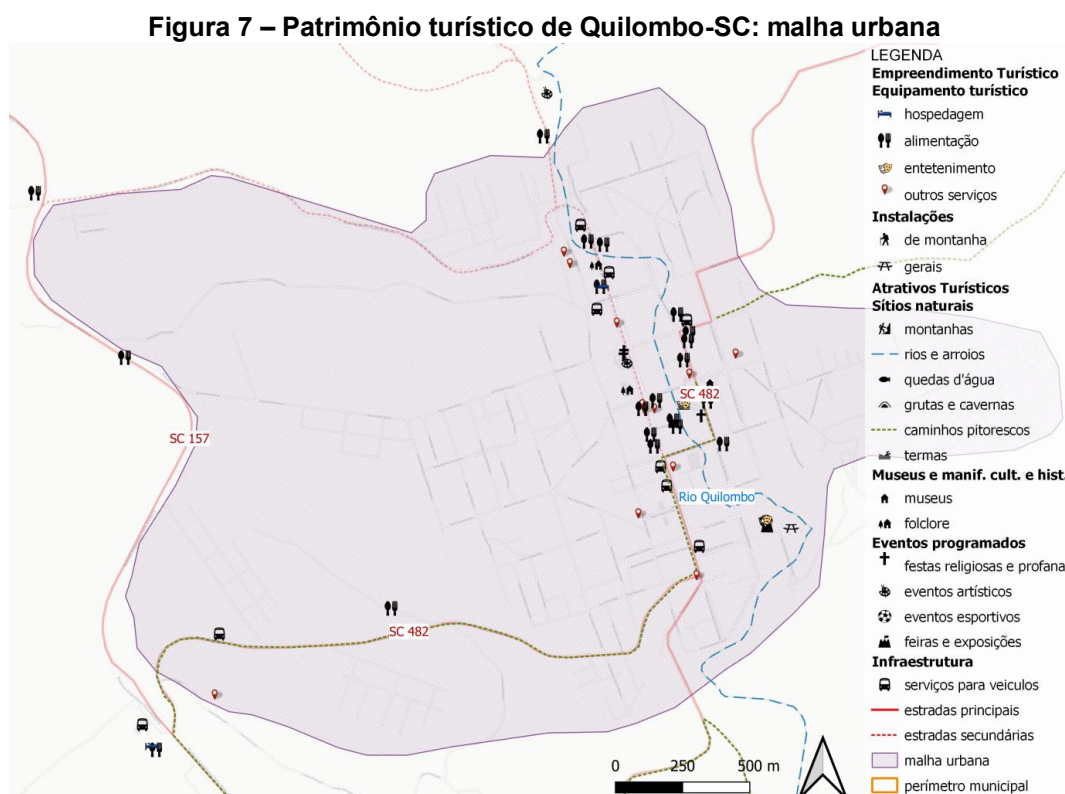 Figura 7 – Patrimônio turístico de Quilombo-SC: malha urbana
LEGENDA
Empreendimento Turístico
Equipamento turístico
hospedagem
alimentação
entetenimento
outros serviços
Instalações
de montanha
gerais
Atrativos Turísticos
Sítios naturais
montanhas
rios e arroios
quedas d'água
grutas e cavernas
caminhos pitorescos
termas
Museus e manif. cult. e hist.
museus
folclore
Eventos programados
festas religiosas e profana
eventos artísticos
eventos esportivos
feiras e exposições
Infraestrutura
serviços para veiculos
estradas principais
estradas secundárias
malha urbana
perímetro municipal
SC 482
SC 157
Rio Quilombo
SC 482
0 250 500 m